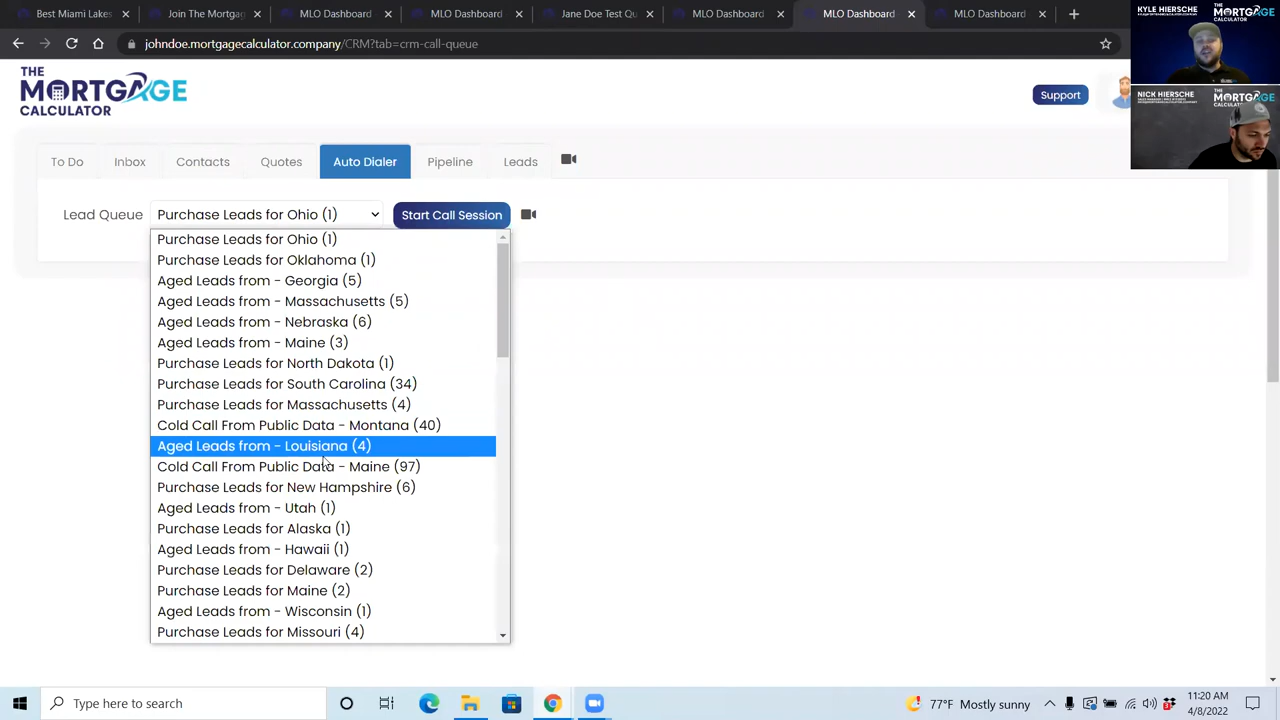 Best Miami Lakes
Join The Mortgag
MLO Dashboard
MLO Dashboard
Jane Doe Test Qu
MLO Dashboard
MLO Dashboard
MLO Dashboard
johndoe.mortgagecalculator.company/CRM?tab=crm-call-queue
KYLE HIERSCHE
THE MORTGAGE CALCULATOR
NICK HIERSCHE
THE MORTGAGE CALCULATOR
THE
MORTGAGE
CALCULATOR
Support
To Do
Inbox
Contacts
Quotes
Auto Dialer
Pipeline
Leads
Lead Queue
Purchase Leads for Ohio (1)
Start Call Session
Purchase Leads for Ohio (1)
Purchase Leads for Oklahoma (1)
Aged Leads from - Georgia (5)
Aged Leads from - Massachusetts (5)
Aged Leads from - Nebraska (6)
Aged Leads from - Maine (3)
Purchase Leads for North Dakota (1)
Purchase Leads for South Carolina (34)
Purchase Leads for Massachusetts (4)
Cold Call From Public Data - Montana (40)
Aged Leads from - Louisiana (4)
Cold Call From Public Data - Maine (97)
Purchase Leads for New Hampshire (6)
Aged Leads from - Utah (1)
Purchase Leads for Alaska (1)
Aged Leads from - Hawaii (1)
Purchase Leads for Delaware (2)
Purchase Leads for Maine (2)
Aged Leads from - Wisconsin (1)
Purchase Leads for Missouri (4)
Type here to search
77°F Mostly sunny
11:20 AM
4/8/2022